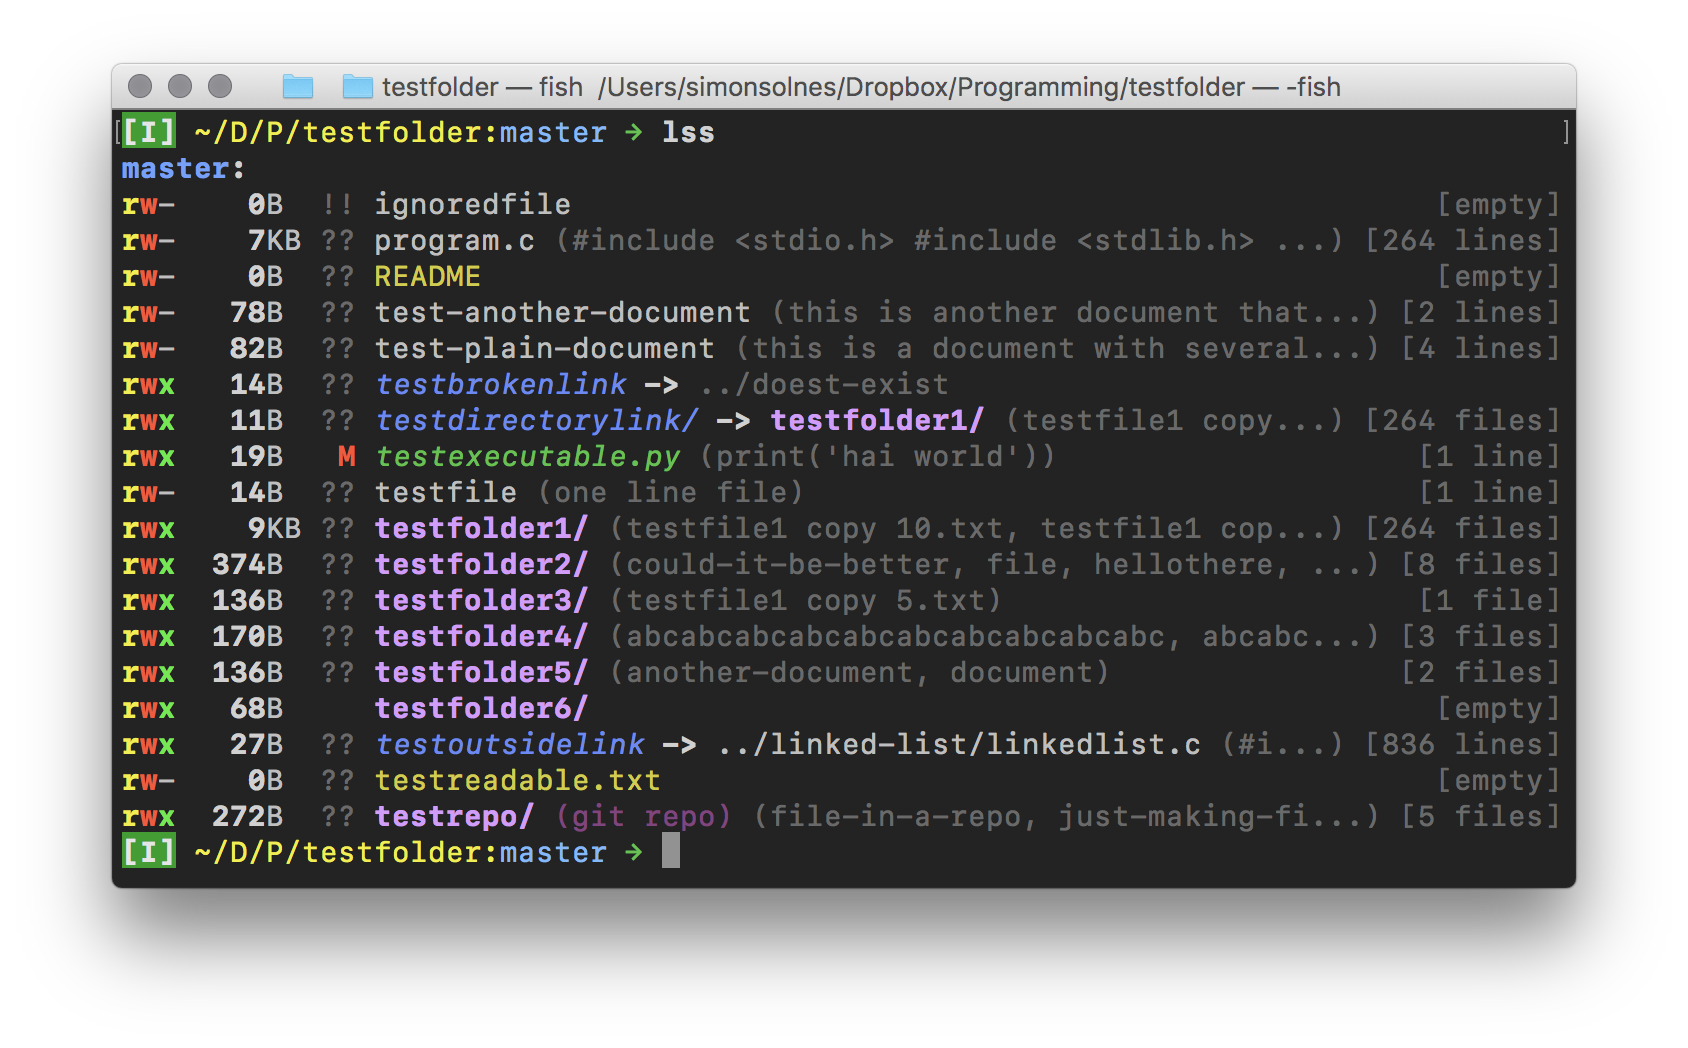 testfolder — fish  /Users/simonsolnes/Dropbox/Programming/testfolder — -fish
[[I] ~/D/P/testfolder:master → lss ]
master:
rw-    0B  !! ignoredfile [empty]
rw-    7KB ?? program.c (#include <stdio.h> #include <stdlib.h> ...) [264 lines]
rw-    0B  ?? README [empty]
rw-   78B  ?? test-another-document (this is another document that...) [2 lines]
rw-   82B  ?? test-plain-document (this is a document with several...) [4 lines]
rwx   14B  ?? testbrokenlink -> ../doest-exist
rwx   11B  ?? testdirectorylink/ -> testfolder1/ (testfile1 copy...) [264 files]
rwx   19B   M testexecutable.py (print('hai world')) [1 line]
rw-   14B  ?? testfile (one line file) [1 line]
rwx    9KB ?? testfolder1/ (testfile1 copy 10.txt, testfile1 cop...) [264 files]
rwx  374B  ?? testfolder2/ (could-it-be-better, file, hellothere, ...) [8 files]
rwx  136B  ?? testfolder3/ (testfile1 copy 5.txt) [1 file]
rwx  170B  ?? testfolder4/ (abcabcabcabcabcabcabcabcabcabc, abcabc...) [3 files]
rwx  136B  ?? testfolder5/ (another-document, document) [2 files]
rwx   68B     testfolder6/ [empty]
rwx   27B  ?? testoutsidelink -> ../linked-list/linkedlist.c (#i...) [836 lines]
rw-    0B  ?? testreadable.txt [empty]
rwx  272B  ?? testrepo/ (git repo) (file-in-a-repo, just-making-fi...) [5 files]
[I] ~/D/P/testfolder:master →